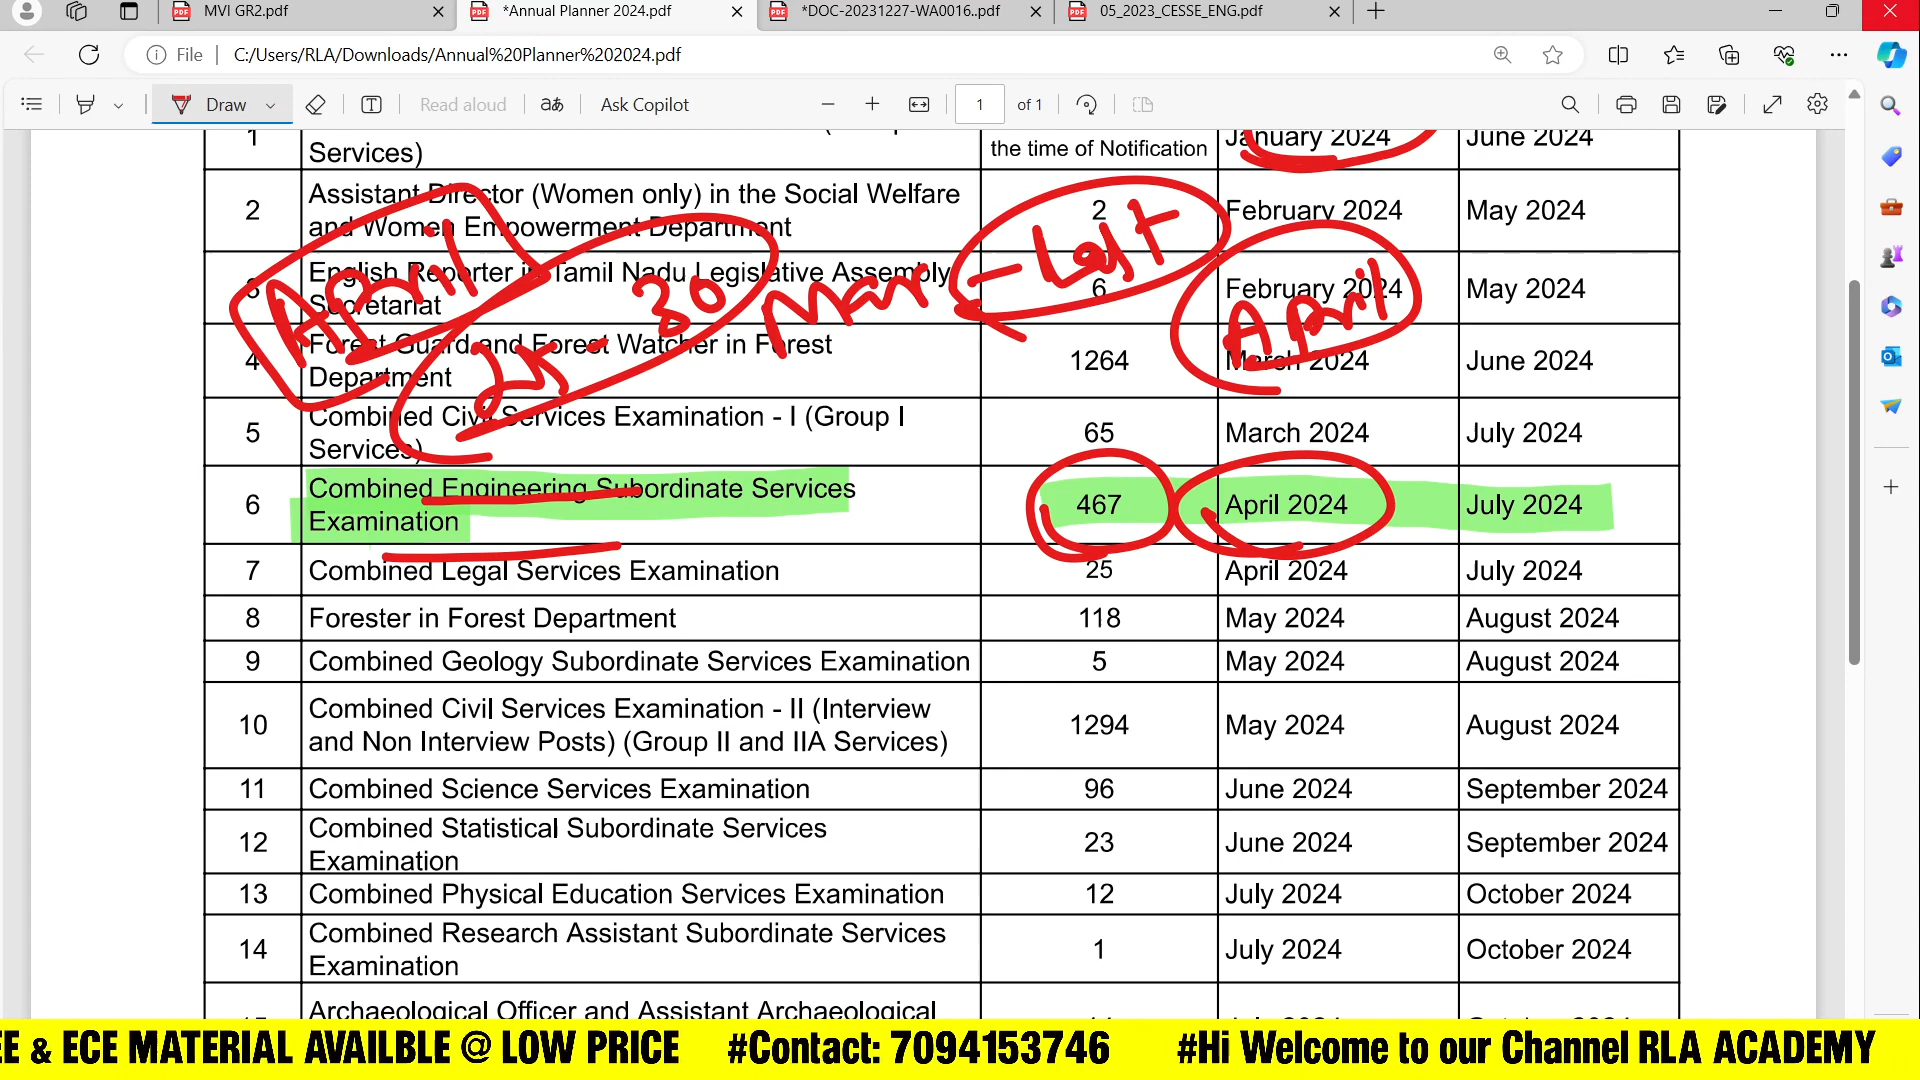 MVI GR2.pdf
*Annual Planner 2024.pdf
*DOC-20231227-WA0016..pdf
05_2023_CESSE_ENG.pdf
File
C:/Users/RLA/Downloads/Annual%20Planner%202024.pdf
Draw
Read aloud
aあ
Ask Copilot
1
of 1
1
Services)
the time of Notification
January 2024
June 2024
2
Assistant Director (Women only) in the Social Welfare
and Women Empowerment Department
2
February 2024
May 2024
3
English Reporter in Tamil Nadu Legislative Assembly
Secretariat
6
February 2024
May 2024
4
Forest Guard and Forest Watcher in Forest
Department
1264
March 2024
June 2024
5
Combined Civil Services Examination - I (Group I
Services)
65
March 2024
July 2024
6
Combined Engineering Subordinate Services
Examination
467
April 2024
July 2024
7
Combined Legal Services Examination
25
April 2024
July 2024
8
Forester in Forest Department
118
May 2024
August 2024
9
Combined Geology Subordinate Services Examination
5
May 2024
August 2024
10
Combined Civil Services Examination - II (Interview
and Non Interview Posts) (Group II and IIA Services)
1294
May 2024
August 2024
11
Combined Science Services Examination
96
June 2024
September 2024
12
Combined Statistical Subordinate Services
Examination
23
June 2024
September 2024
13
Combined Physical Education Services Examination
12
July 2024
October 2024
14
Combined Research Assistant Subordinate Services
Examination
1
July 2024
October 2024
Archaeological Officer and Assistant Archaeological
APril
25 - 30
Mar - Last
APril
EE & ECE MATERIAL AVAILBLE @ LOW PRICE #Contact: 7094153746 #Hi Welcome to our Channel RLA ACADEMY